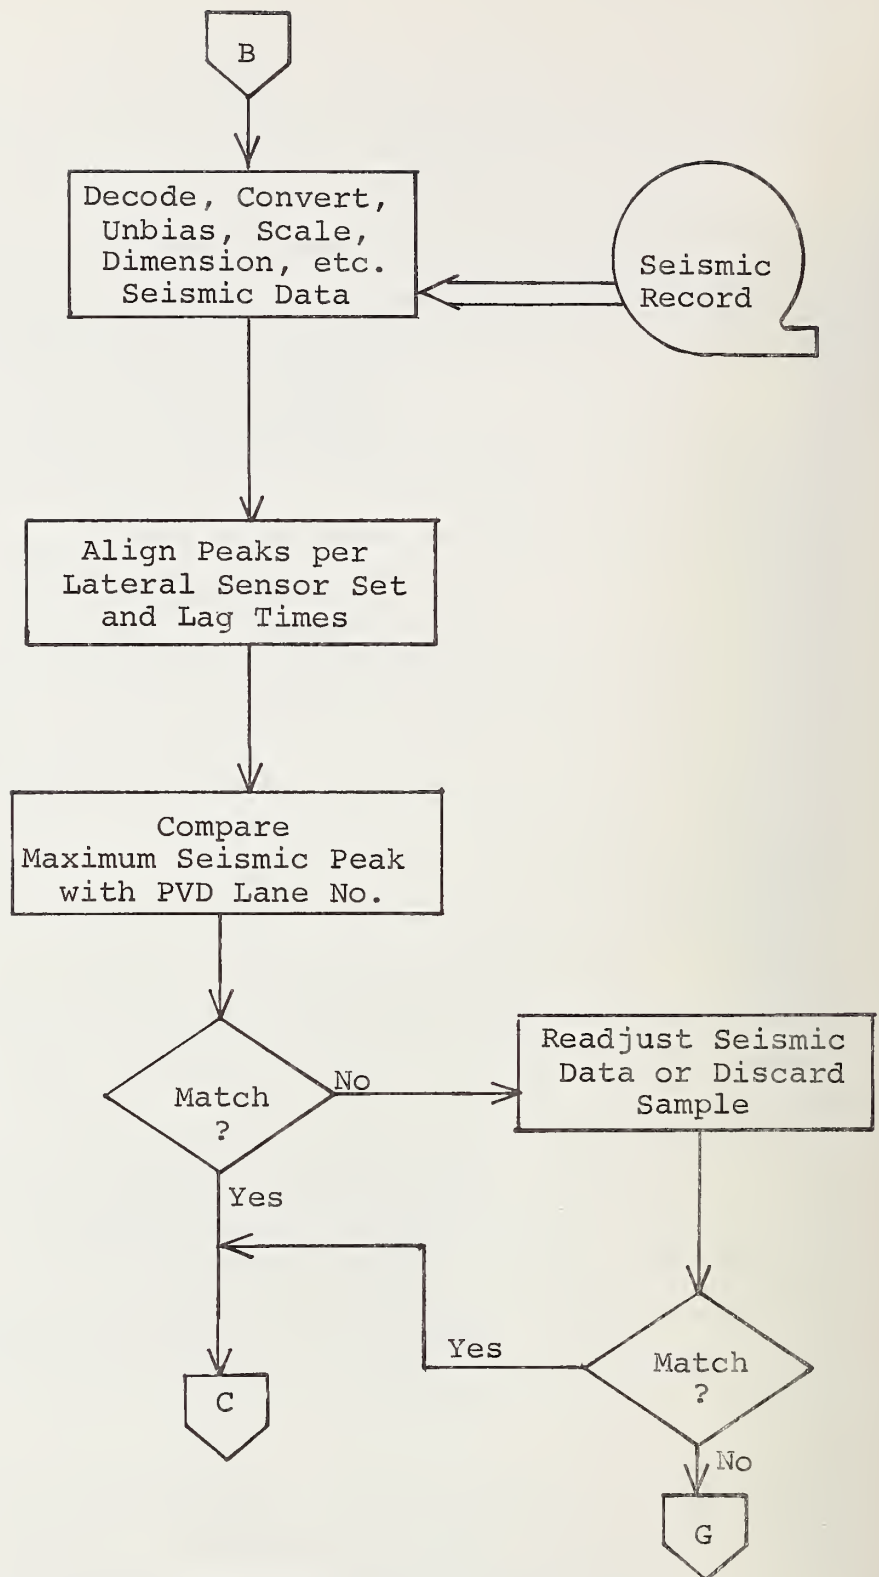 B
Decode, Convert,
Unbias, Scale,
Dimension, etc.
Seismic Data
Seismic
Record
Align Peaks per
Lateral Sensor Set
and Lag Times
Compare
Maximum Seismic Peak
with PVD Lane No.
Match
?
No
Readjust Seismic
Data or Discard
Sample
Yes
Yes
Match
?
C
No
G